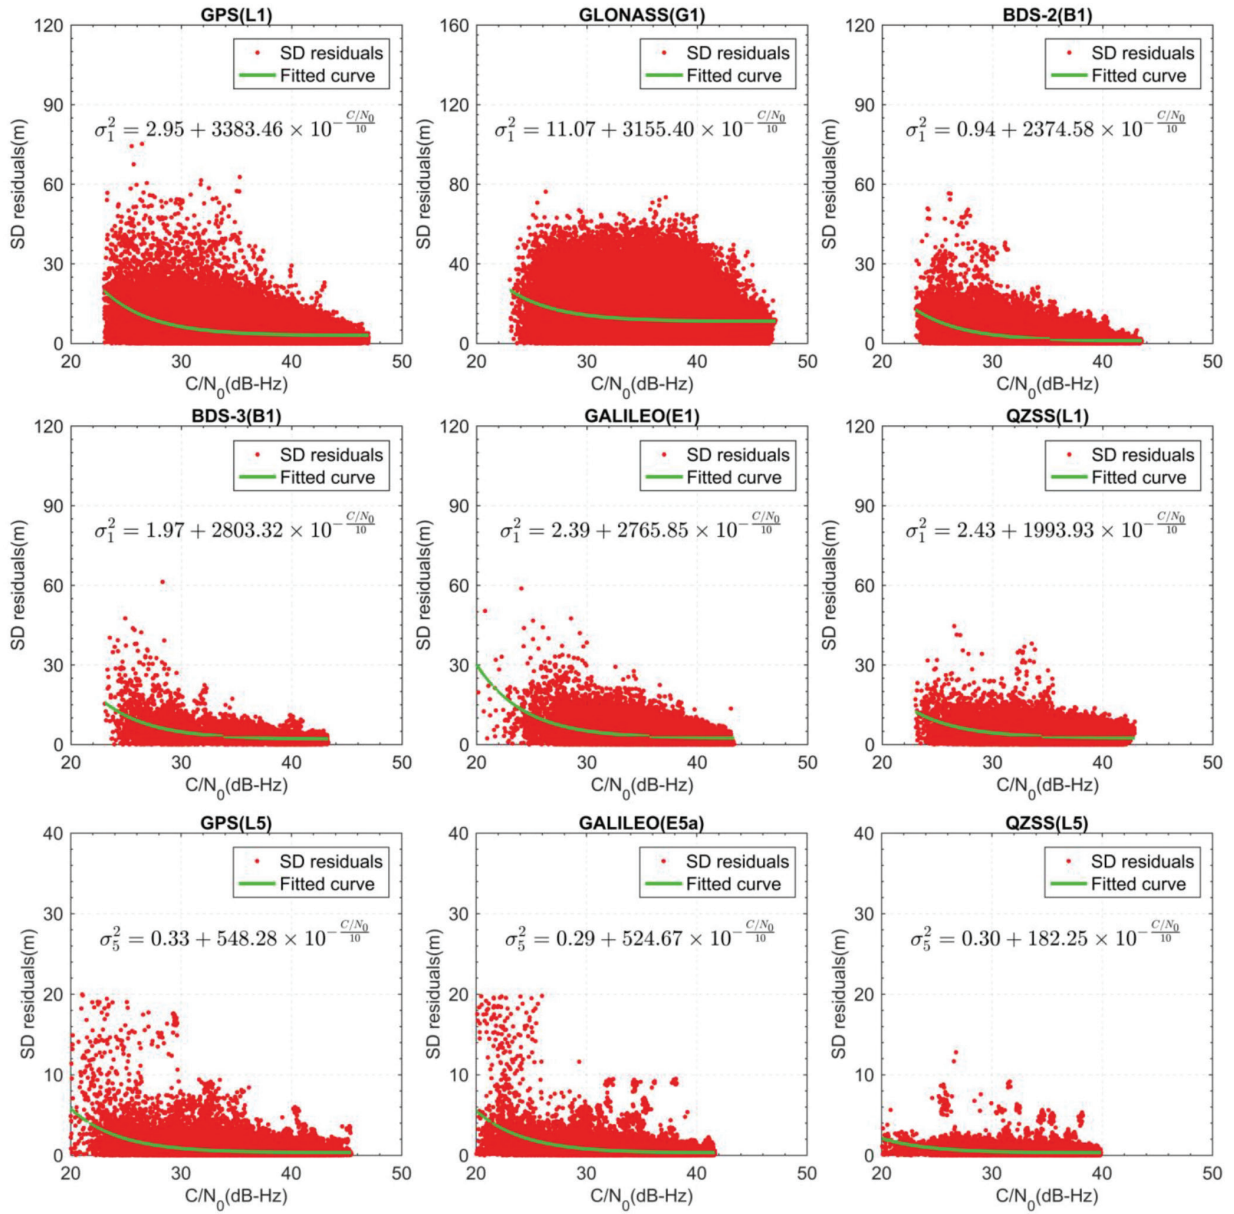 GPS(L1)
120
90
60
30
0
SD residuals(m)
SD residuals
Fitted curve
σ₁² = 2.95 + 3383.46 × 10^{-\frac{C/N₀}{10}}
20 30 40 50
C/N₀(dB-Hz)
GLONASS(G1)
160
120
80
40
0
SD residuals(m)
SD residuals
Fitted curve
σ₁² = 11.07 + 3155.40 × 10^{-\frac{C/N₀}{10}}
20 30 40 50
C/N₀(dB-Hz)
BDS-2(B1)
120
90
60
30
0
SD residuals(m)
SD residuals
Fitted curve
σ₁² = 0.94 + 2374.58 × 10^{-\frac{C/N₀}{10}}
20 30 40 50
C/N₀(dB-Hz)
BDS-3(B1)
120
90
60
30
0
SD residuals(m)
SD residuals
Fitted curve
σ₁² = 1.97 + 2803.32 × 10^{-\frac{C/N₀}{10}}
20 30 40 50
C/N₀(dB-Hz)
GALILEO(E1)
120
90
60
30
0
SD residuals(m)
SD residuals
Fitted curve
σ₁² = 2.39 + 2765.85 × 10^{-\frac{C/N₀}{10}}
20 30 40 50
C/N₀(dB-Hz)
QZSS(L1)
120
90
60
30
0
SD residuals(m)
SD residuals
Fitted curve
σ₁² = 2.43 + 1993.93 × 10^{-\frac{C/N₀}{10}}
20 30 40 50
C/N₀(dB-Hz)
GPS(L5)
40
30
20
10
0
SD residuals(m)
SD residuals
Fitted curve
σ₅² = 0.33 + 548.28 × 10^{-\frac{C/N₀}{10}}
20 30 40 50
C/N₀(dB-Hz)
GALILEO(E5a)
40
30
20
10
0
SD residuals(m)
SD residuals
Fitted curve
σ₅² = 0.29 + 524.67 × 10^{-\frac{C/N₀}{10}}
20 30 40 50
C/N₀(dB-Hz)
QZSS(L5)
40
30
20
10
0
SD residuals(m)
SD residuals
Fitted curve
σ₅² = 0.30 + 182.25 × 10^{-\frac{C/N₀}{10}}
20 30 40 50
C/N₀(dB-Hz)